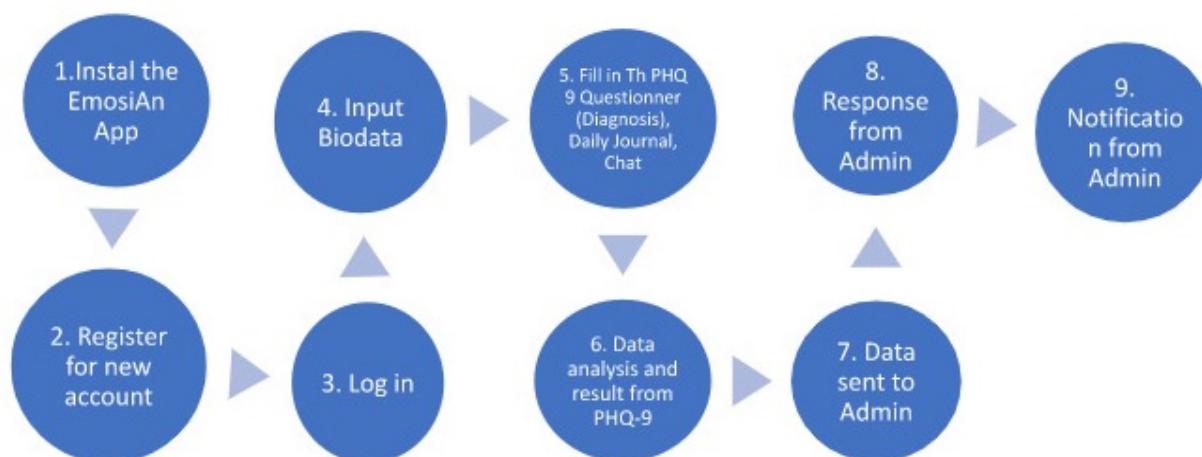 1.Instal the
EmosiAn
App
2. Register
for new
account
3. Log in
4. Input
Biodata
5. Fill in Th PHQ
9 Questionner
(Diagnosis),
Daily Journal,
Chat
6. Data
analysis and
result from
PHQ-9
7. Data
sent to
Admin
8.
Response
from
Admin
9.
Notificatio
n from
Admin